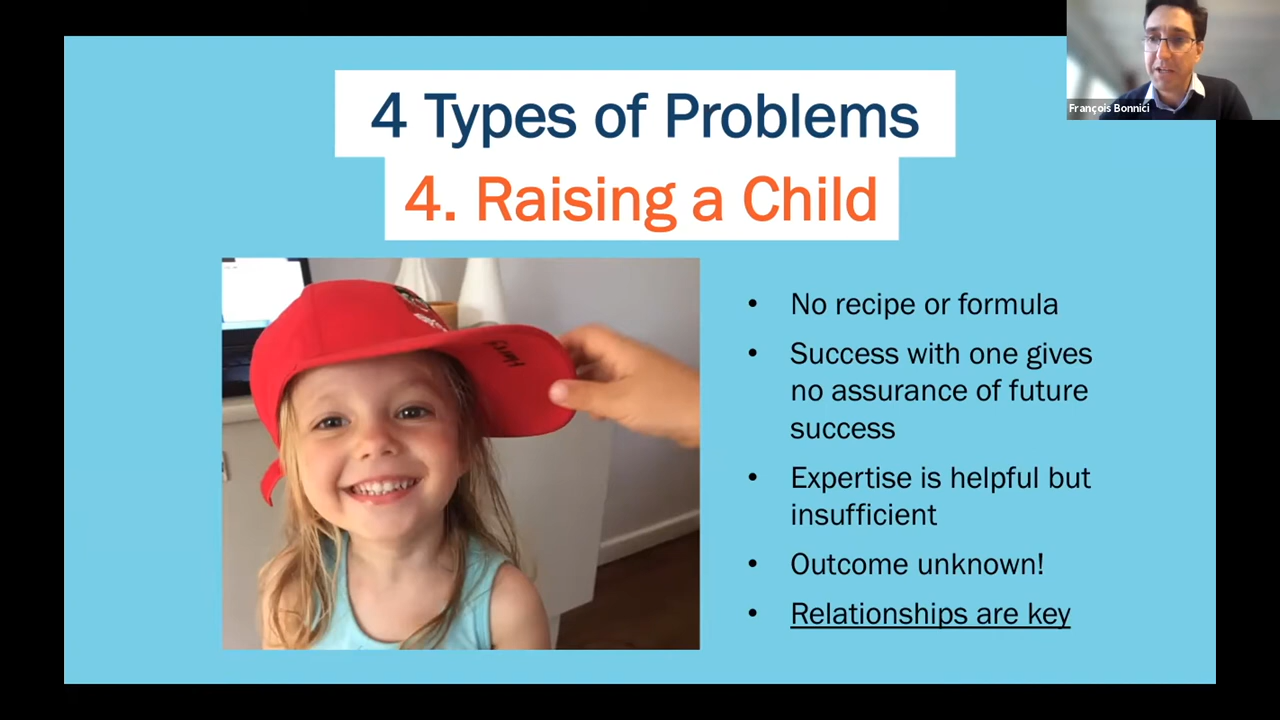 François Bonnici
4 Types of Problems
4. Raising a Child
• No recipe or formula
• Success with one gives
no assurance of future
success
• Expertise is helpful but
insufficient
• Outcome unknown!
• Relationships are key